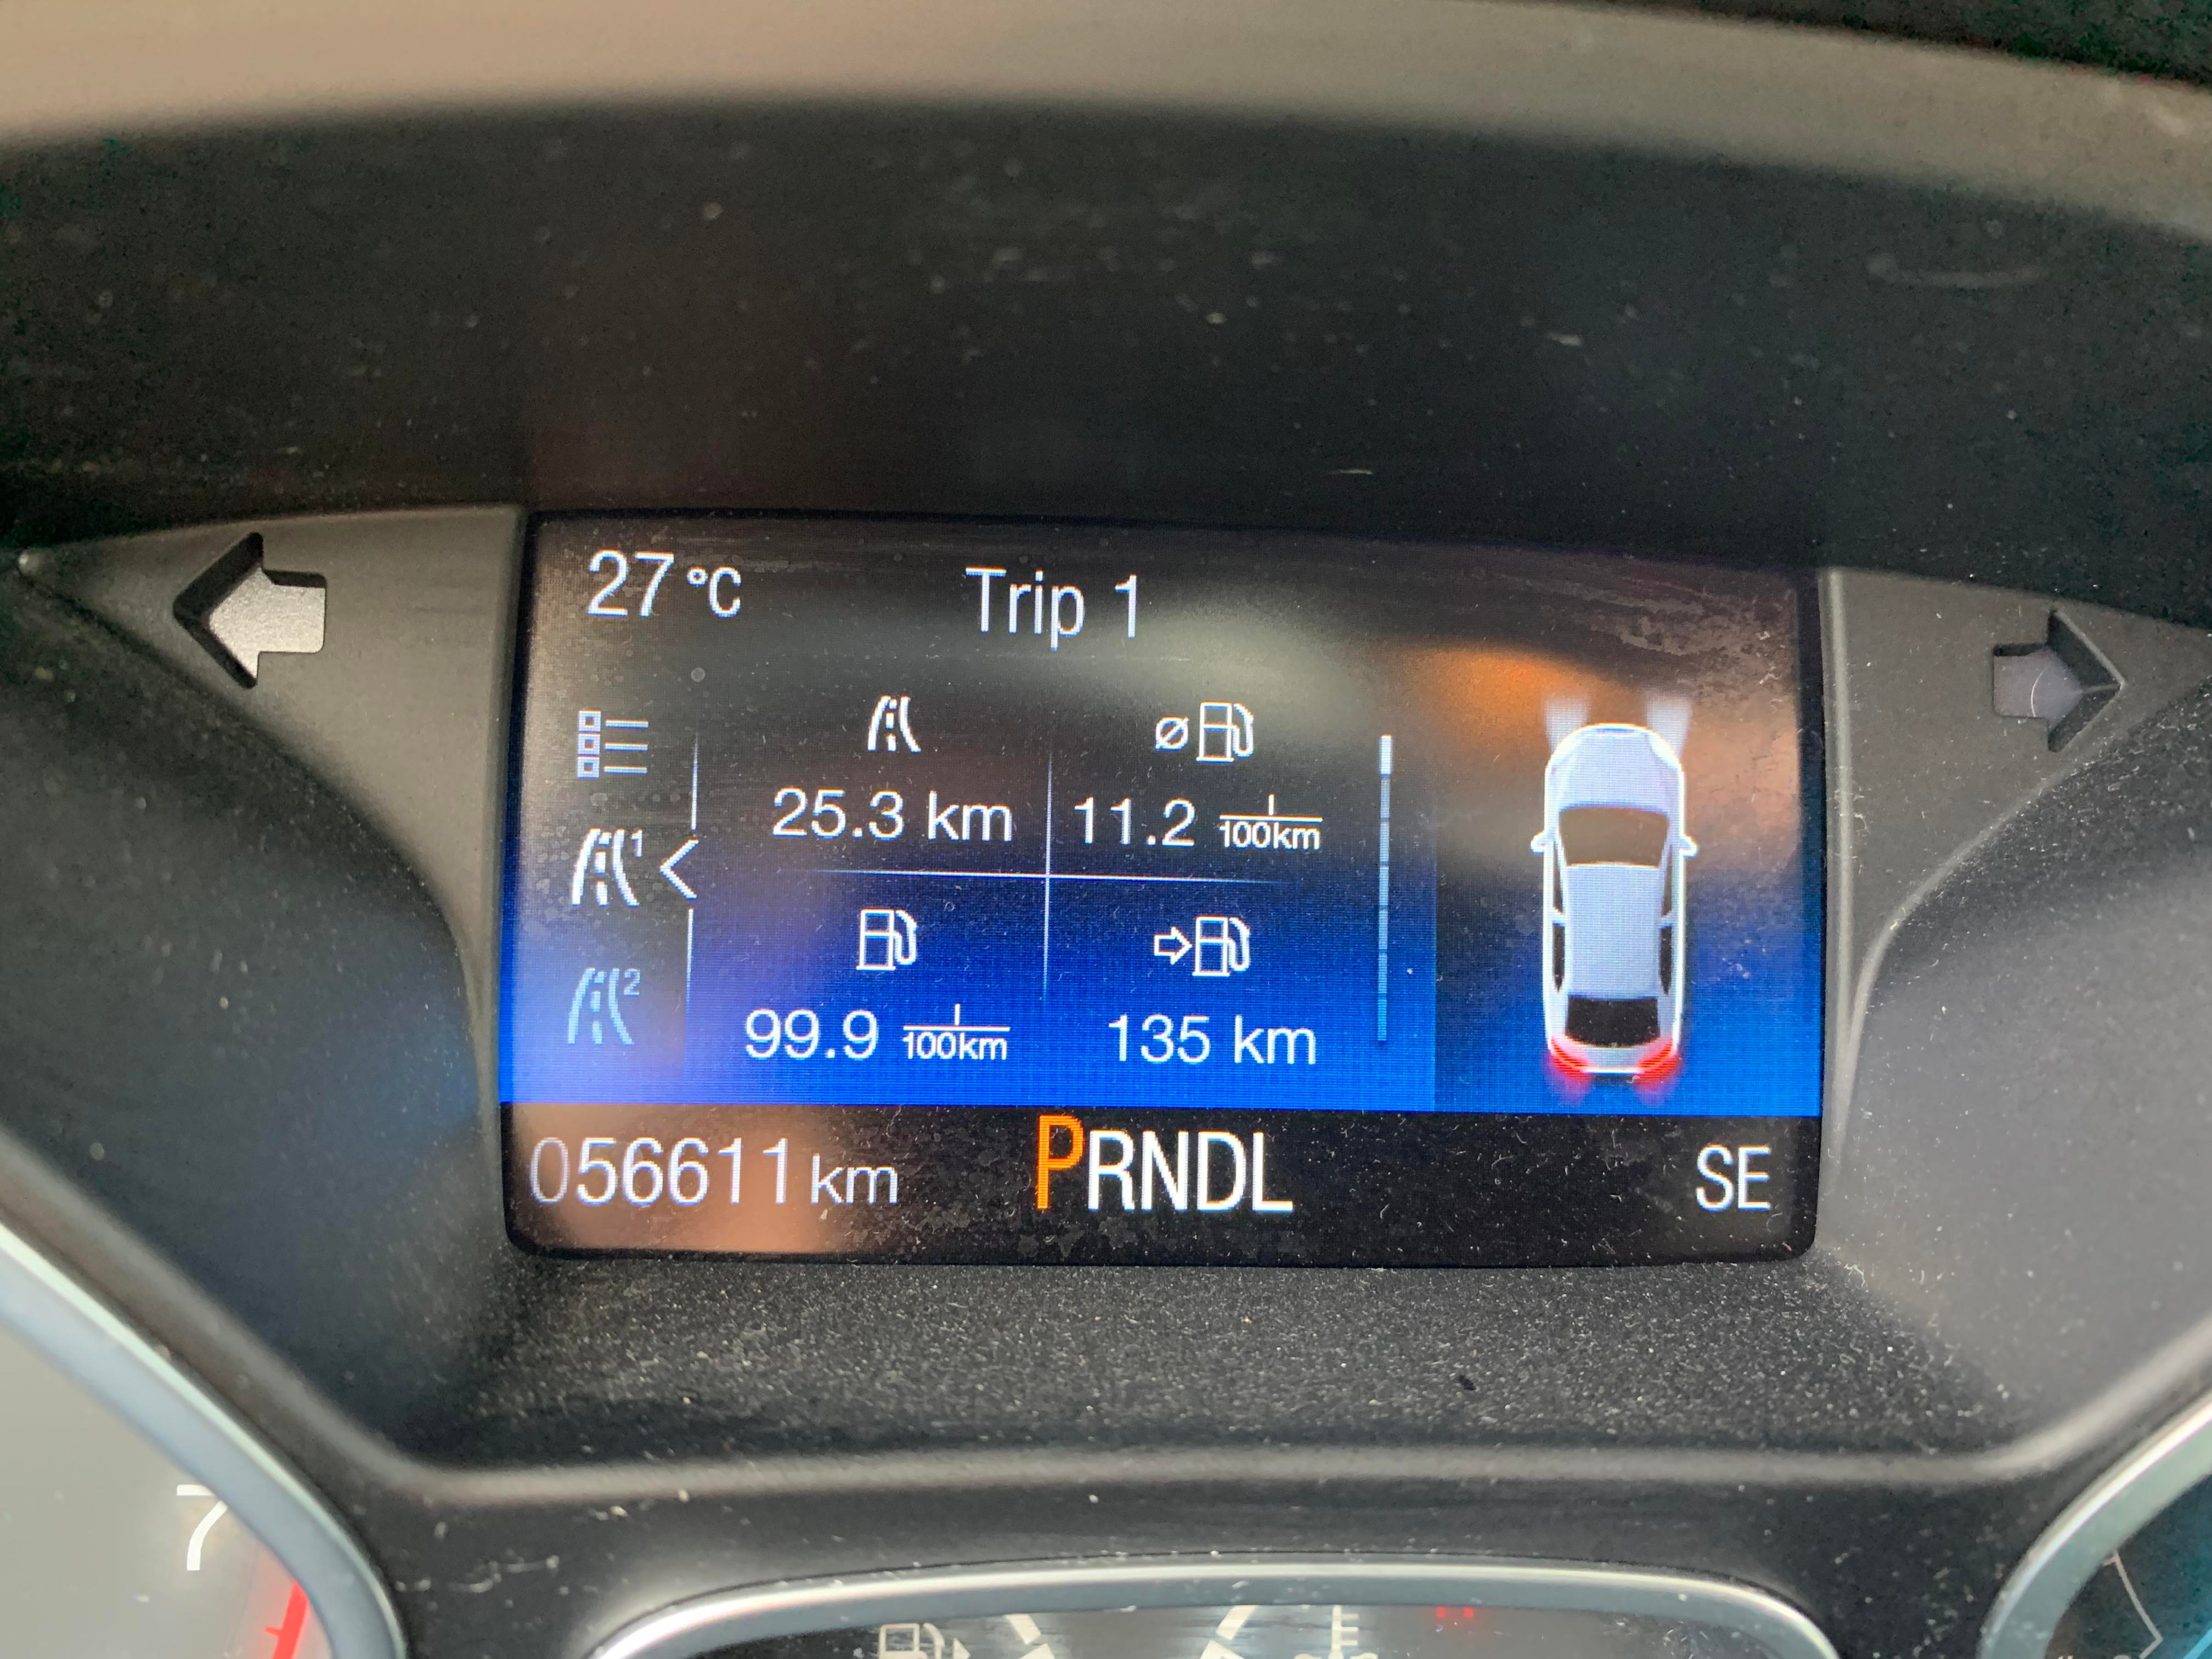 27 °C Trip 1
25.3 km 11.2 l/100km
1
2
99.9 l/100km 135 km
056611 km PRNDL SE
7